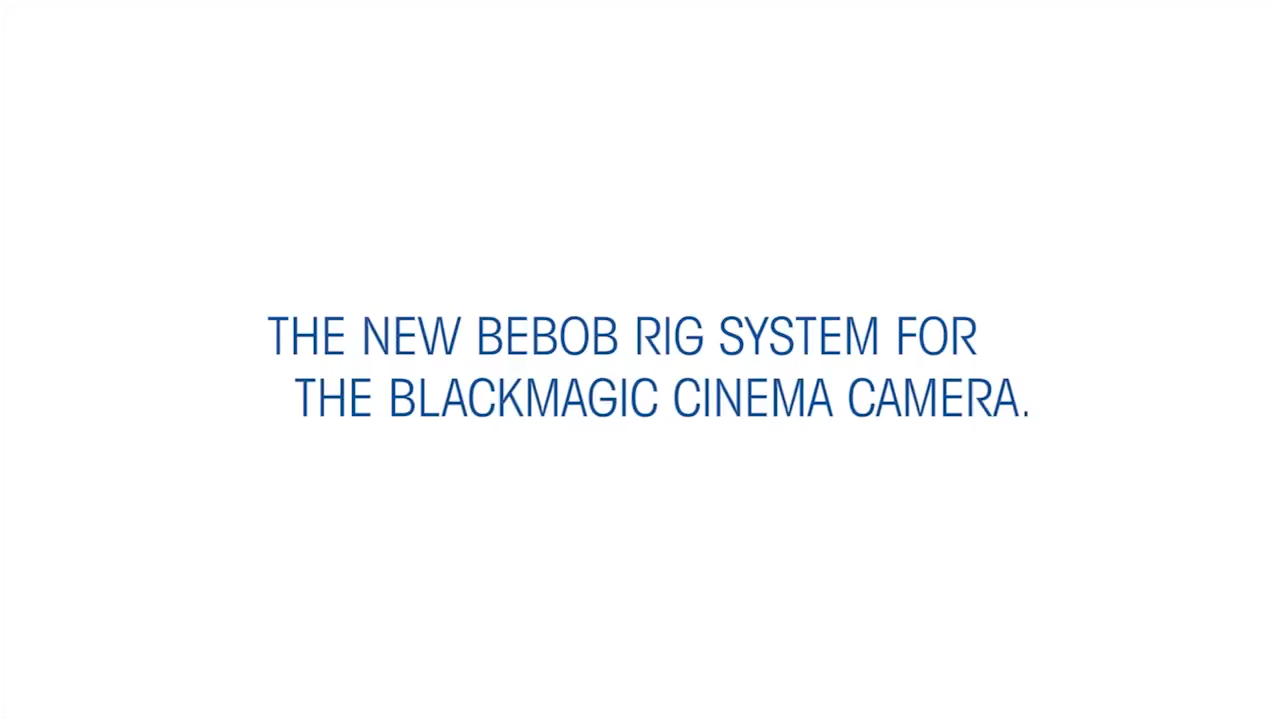 THE NEW BEBOB RIG SYSTEM FOR
THE BLACKMAGIC CINEMA CAMERA.